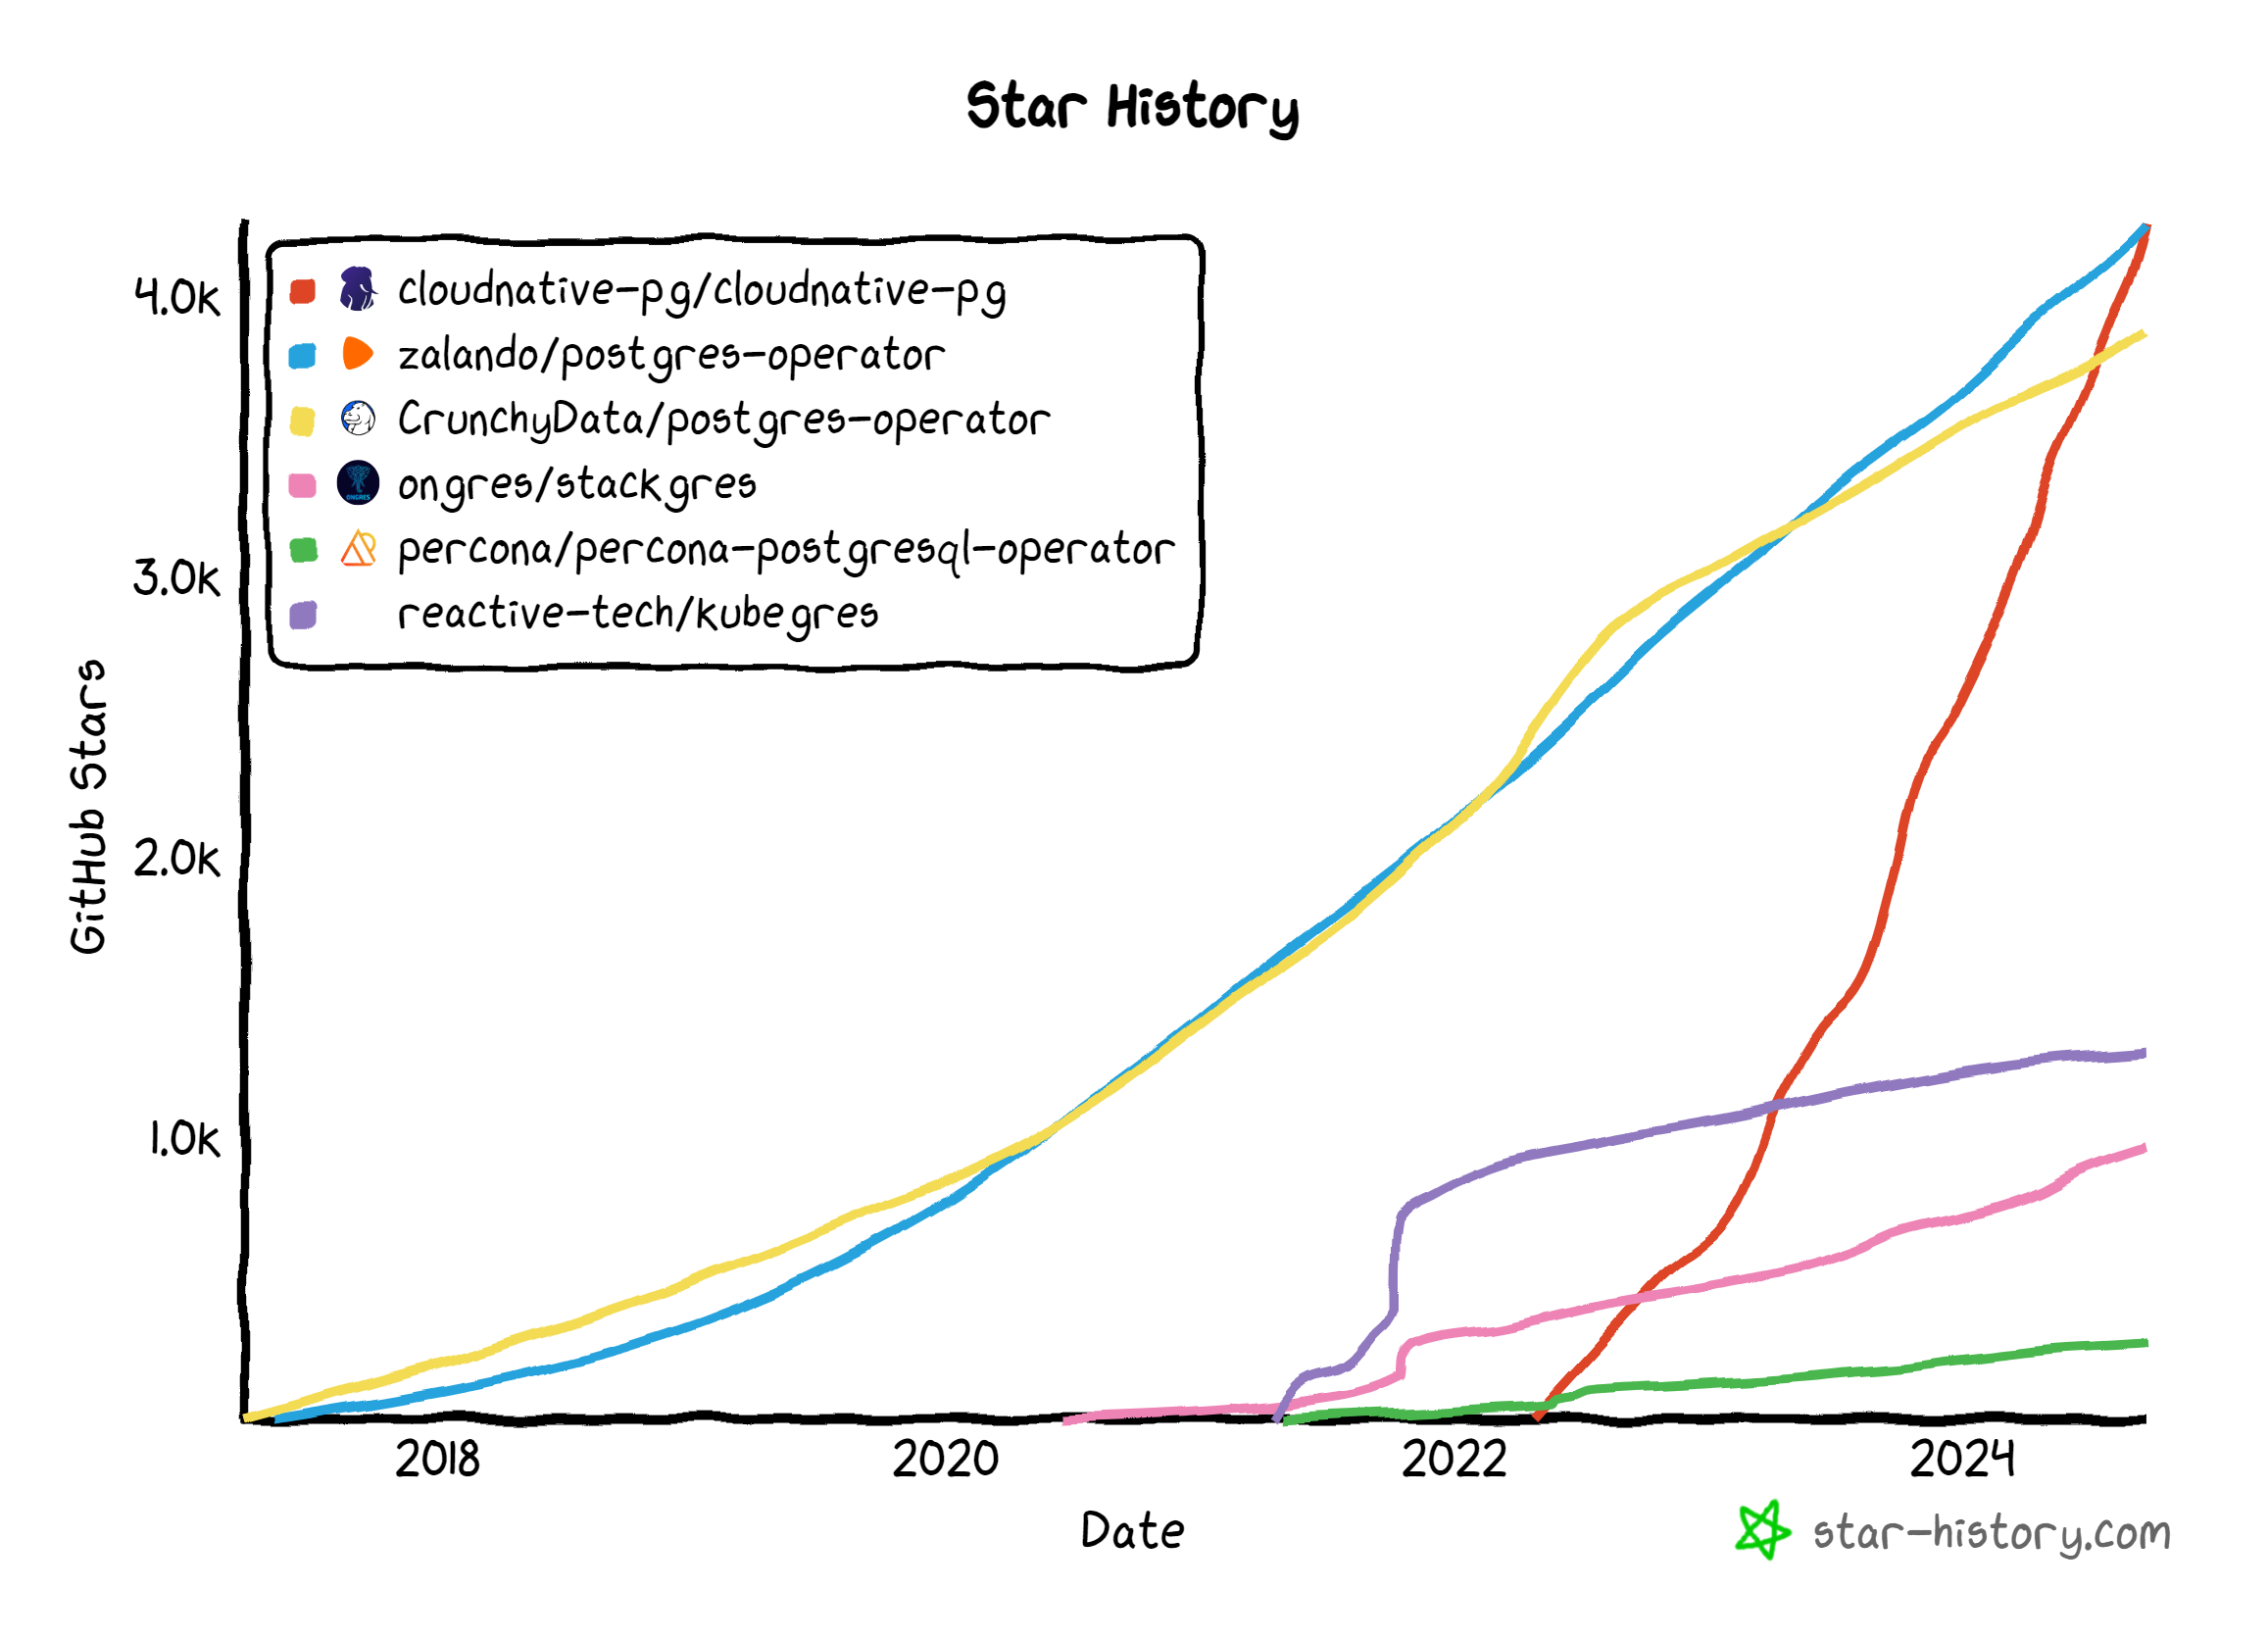 Star History
cloudnative-pg/cloudnative-pg
zalando/postgres-operator
CrunchyData/postgres-operator
ONGRES
ongres/stackgres
percona/percona-postgresql-operator
reactive-tech/kubegres
GitHub Stars
4.0K
3.0K
2.0K
1.0K
2018
2020
2022
2024
Date
star-history.com